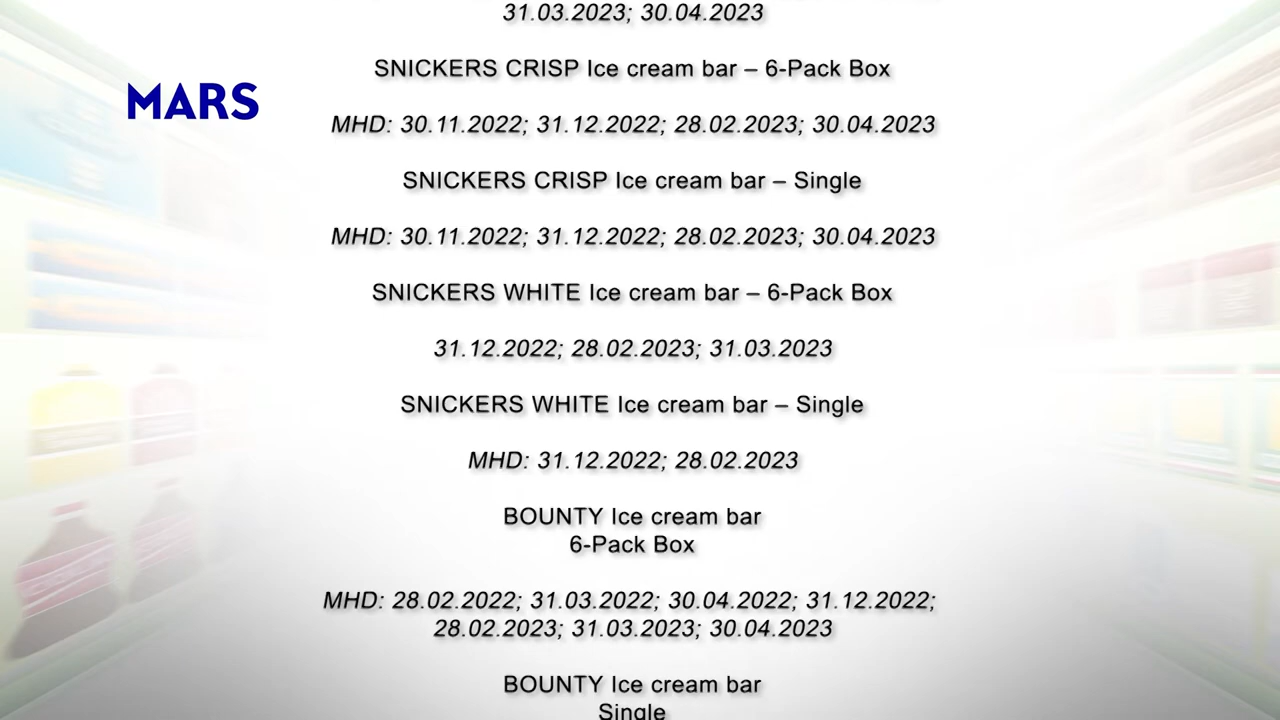 31.03.2023; 30.04.2023
SNICKERS CRISP Ice cream bar – 6-Pack Box
MARS
MHD: 30.11.2022; 31.12.2022; 28.02.2023; 30.04.2023
SNICKERS CRISP Ice cream bar – Single
MHD: 30.11.2022; 31.12.2022; 28.02.2023; 30.04.2023
SNICKERS WHITE Ice cream bar – 6-Pack Box
31.12.2022; 28.02.2023; 31.03.2023
SNICKERS WHITE Ice cream bar – Single
MHD: 31.12.2022; 28.02.2023
BOUNTY Ice cream bar
6-Pack Box
MHD: 28.02.2022; 31.03.2022; 30.04.2022; 31.12.2022;
28.02.2023; 31.03.2023; 30.04.2023
BOUNTY Ice cream bar
Single